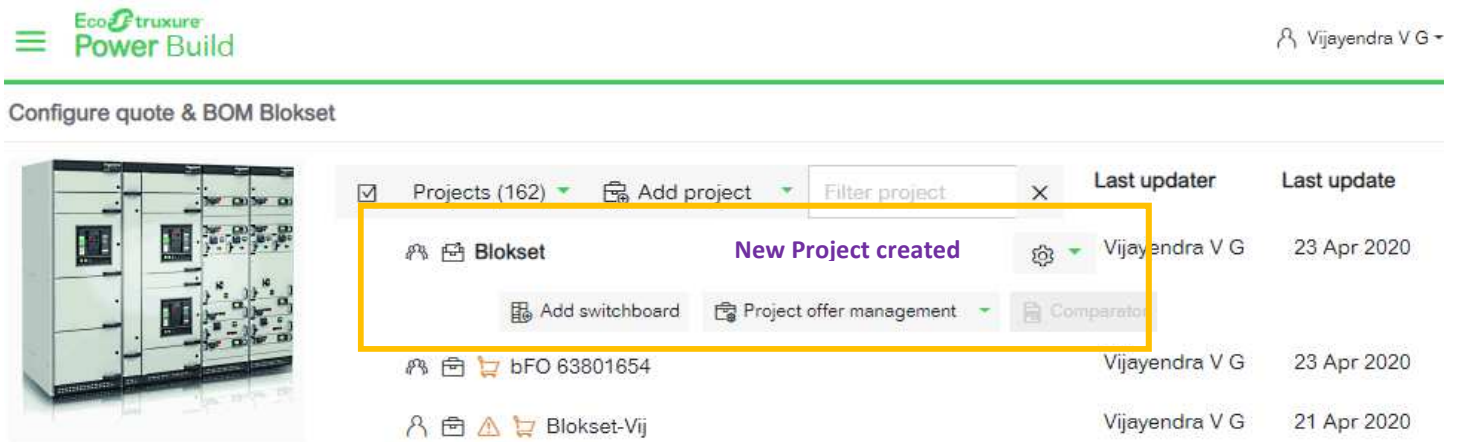 EcoStruxure
Power Build
Vijayendra V G
Configure quote & BOM Blokset
Projects (162) Add project Filter project Last updater Last update
Blokset New Project created Vijayendra V G 23 Apr 2020
Add switchboard Project offer management Comparator
bFO 63801654 Vijayendra V G 23 Apr 2020
Blokset-Vij Vijayendra V G 21 Apr 2020